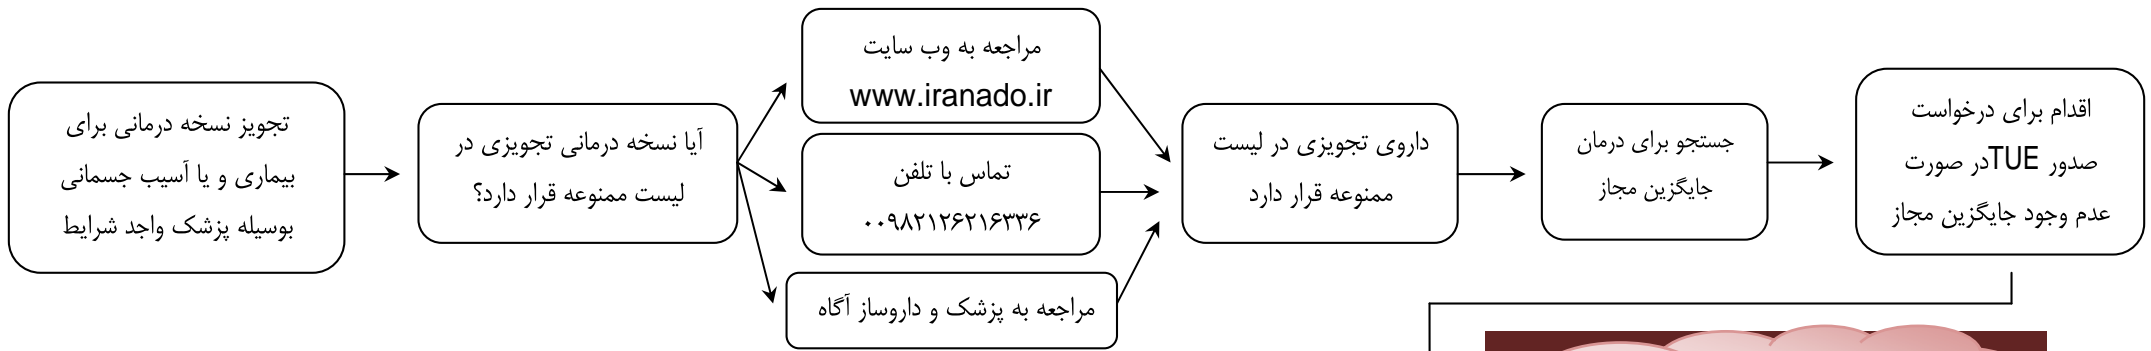 تجویز نسخه درمانی برای
بیماری و یا آسیب جسمانی
بوسیله پزشک واجد شرایط
آیا نسخه درمانی تجویزی در
لیست ممنوعه قرار دارد؟
مراجعه به وب سایت
www.iranado.ir
تماس با تلفن
۰۰۹۸۲۱۲۶۲۱۶۳۳۶
مراجعه به پزشک و داروساز آگاه
داروی تجویزی در لیست
ممنوعه قرار دارد
جستجو برای درمان
جایگزین مجاز
اقدام برای درخواست
صدور TUEدر صورت
عدم وجود جایگزین مجاز